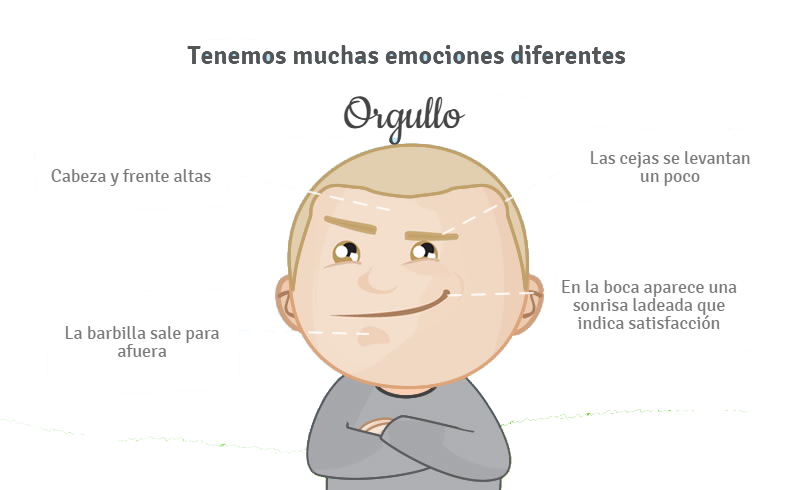 Tenemos muchas emociones diferentes
Orgullo
Cabeza y frente altas
Las cejas se levantan
un poco
En la boca aparece una
sonrisa ladeada que
indica satisfacción
La barbilla sale para
afuera